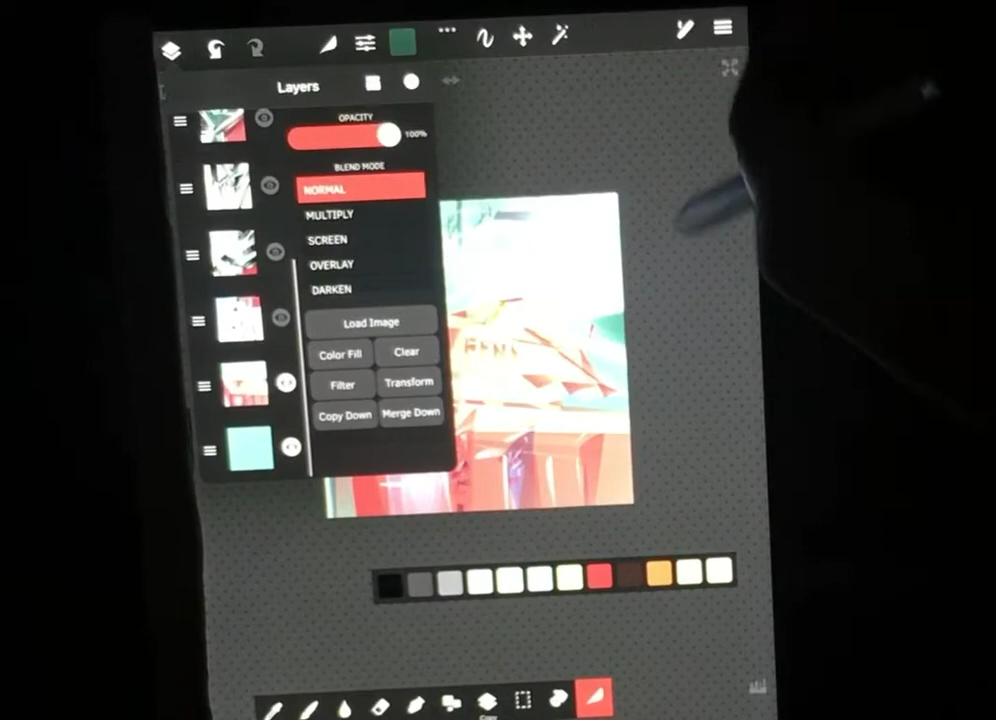 Layers
OPACITY
100%
BLEND MODE
NORMAL
MULTIPLY
SCREEN
OVERLAY
DARKEN
Load Image
Color Fill Clear
Filter Transform
Copy Down Merge Down
Copy